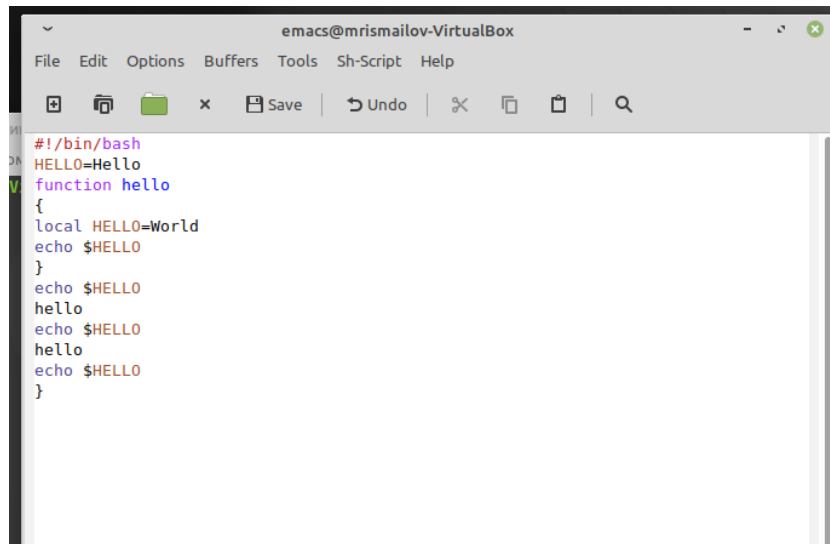 emacs@mrismailov-VirtualBox
File Edit Options Buffers Tools Sh-Script Help
Save Undo
#!/bin/bash
HELLO=Hello
function hello
{
local HELLO=World
echo $HELLO
}
echo $HELLO
hello
echo $HELLO
hello
echo $HELLO
}